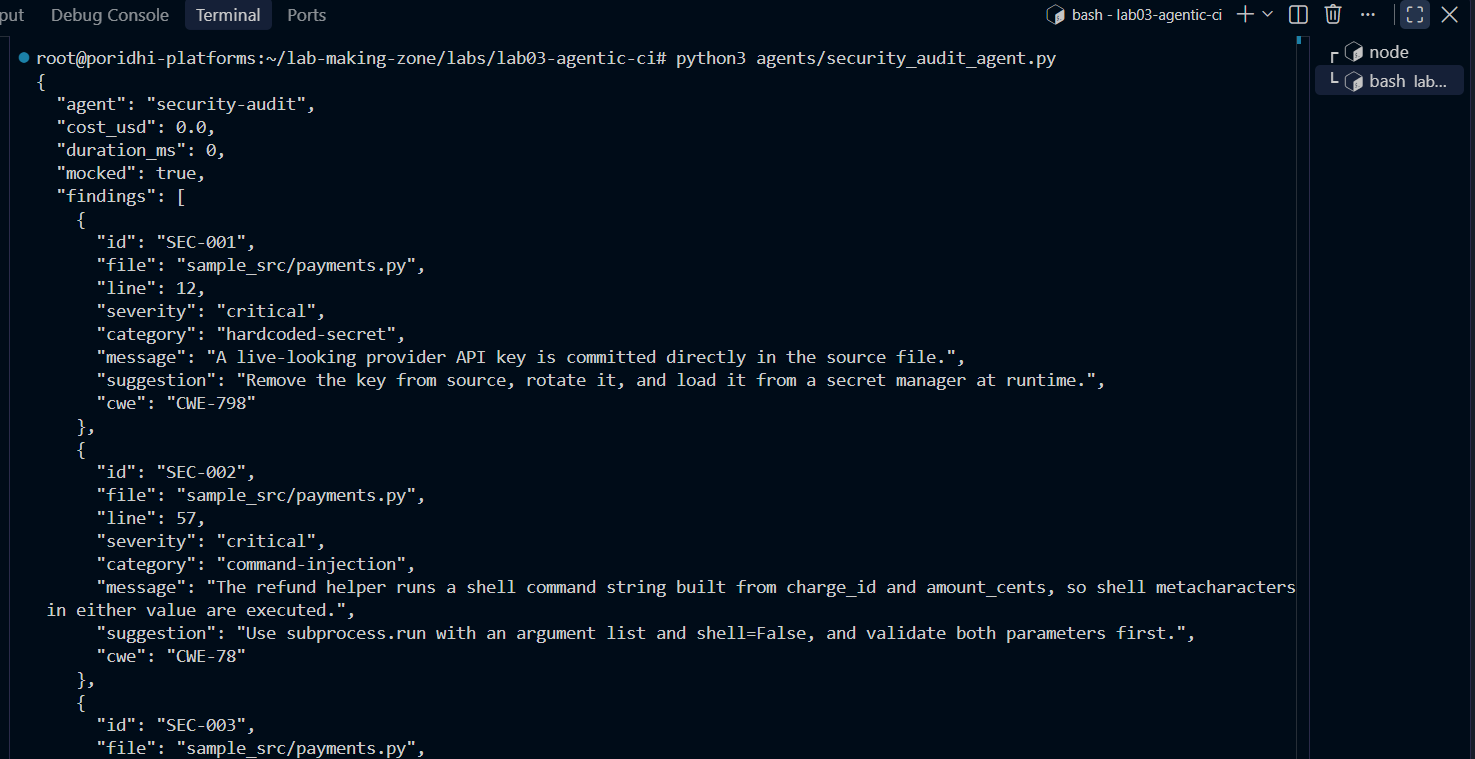 put Debug Console Terminal Ports bash - lab03-agentic-ci
root@poridhi-platforms:~/lab-making-zone/labs/lab03-agentic-ci# python3 agents/security_audit_agent.py
{
  "agent": "security-audit",
  "cost_usd": 0.0,
  "duration_ms": 0,
  "mocked": true,
  "findings": [
    {
      "id": "SEC-001",
      "file": "sample_src/payments.py",
      "line": 12,
      "severity": "critical",
      "category": "hardcoded-secret",
      "message": "A live-looking provider API key is committed directly in the source file.",
      "suggestion": "Remove the key from source, rotate it, and load it from a secret manager at runtime.",
      "cwe": "CWE-798"
    },
    {
      "id": "SEC-002",
      "file": "sample_src/payments.py",
      "line": 57,
      "severity": "critical",
      "category": "command-injection",
      "message": "The refund helper runs a shell command string built from charge_id and amount_cents, so shell metacharacters
 in either value are executed.",
      "suggestion": "Use subprocess.run with an argument list and shell=False, and validate both parameters first.",
      "cwe": "CWE-78"
    },
    {
      "id": "SEC-003",
      "file": "sample_src/payments.py",
node
bash lab...